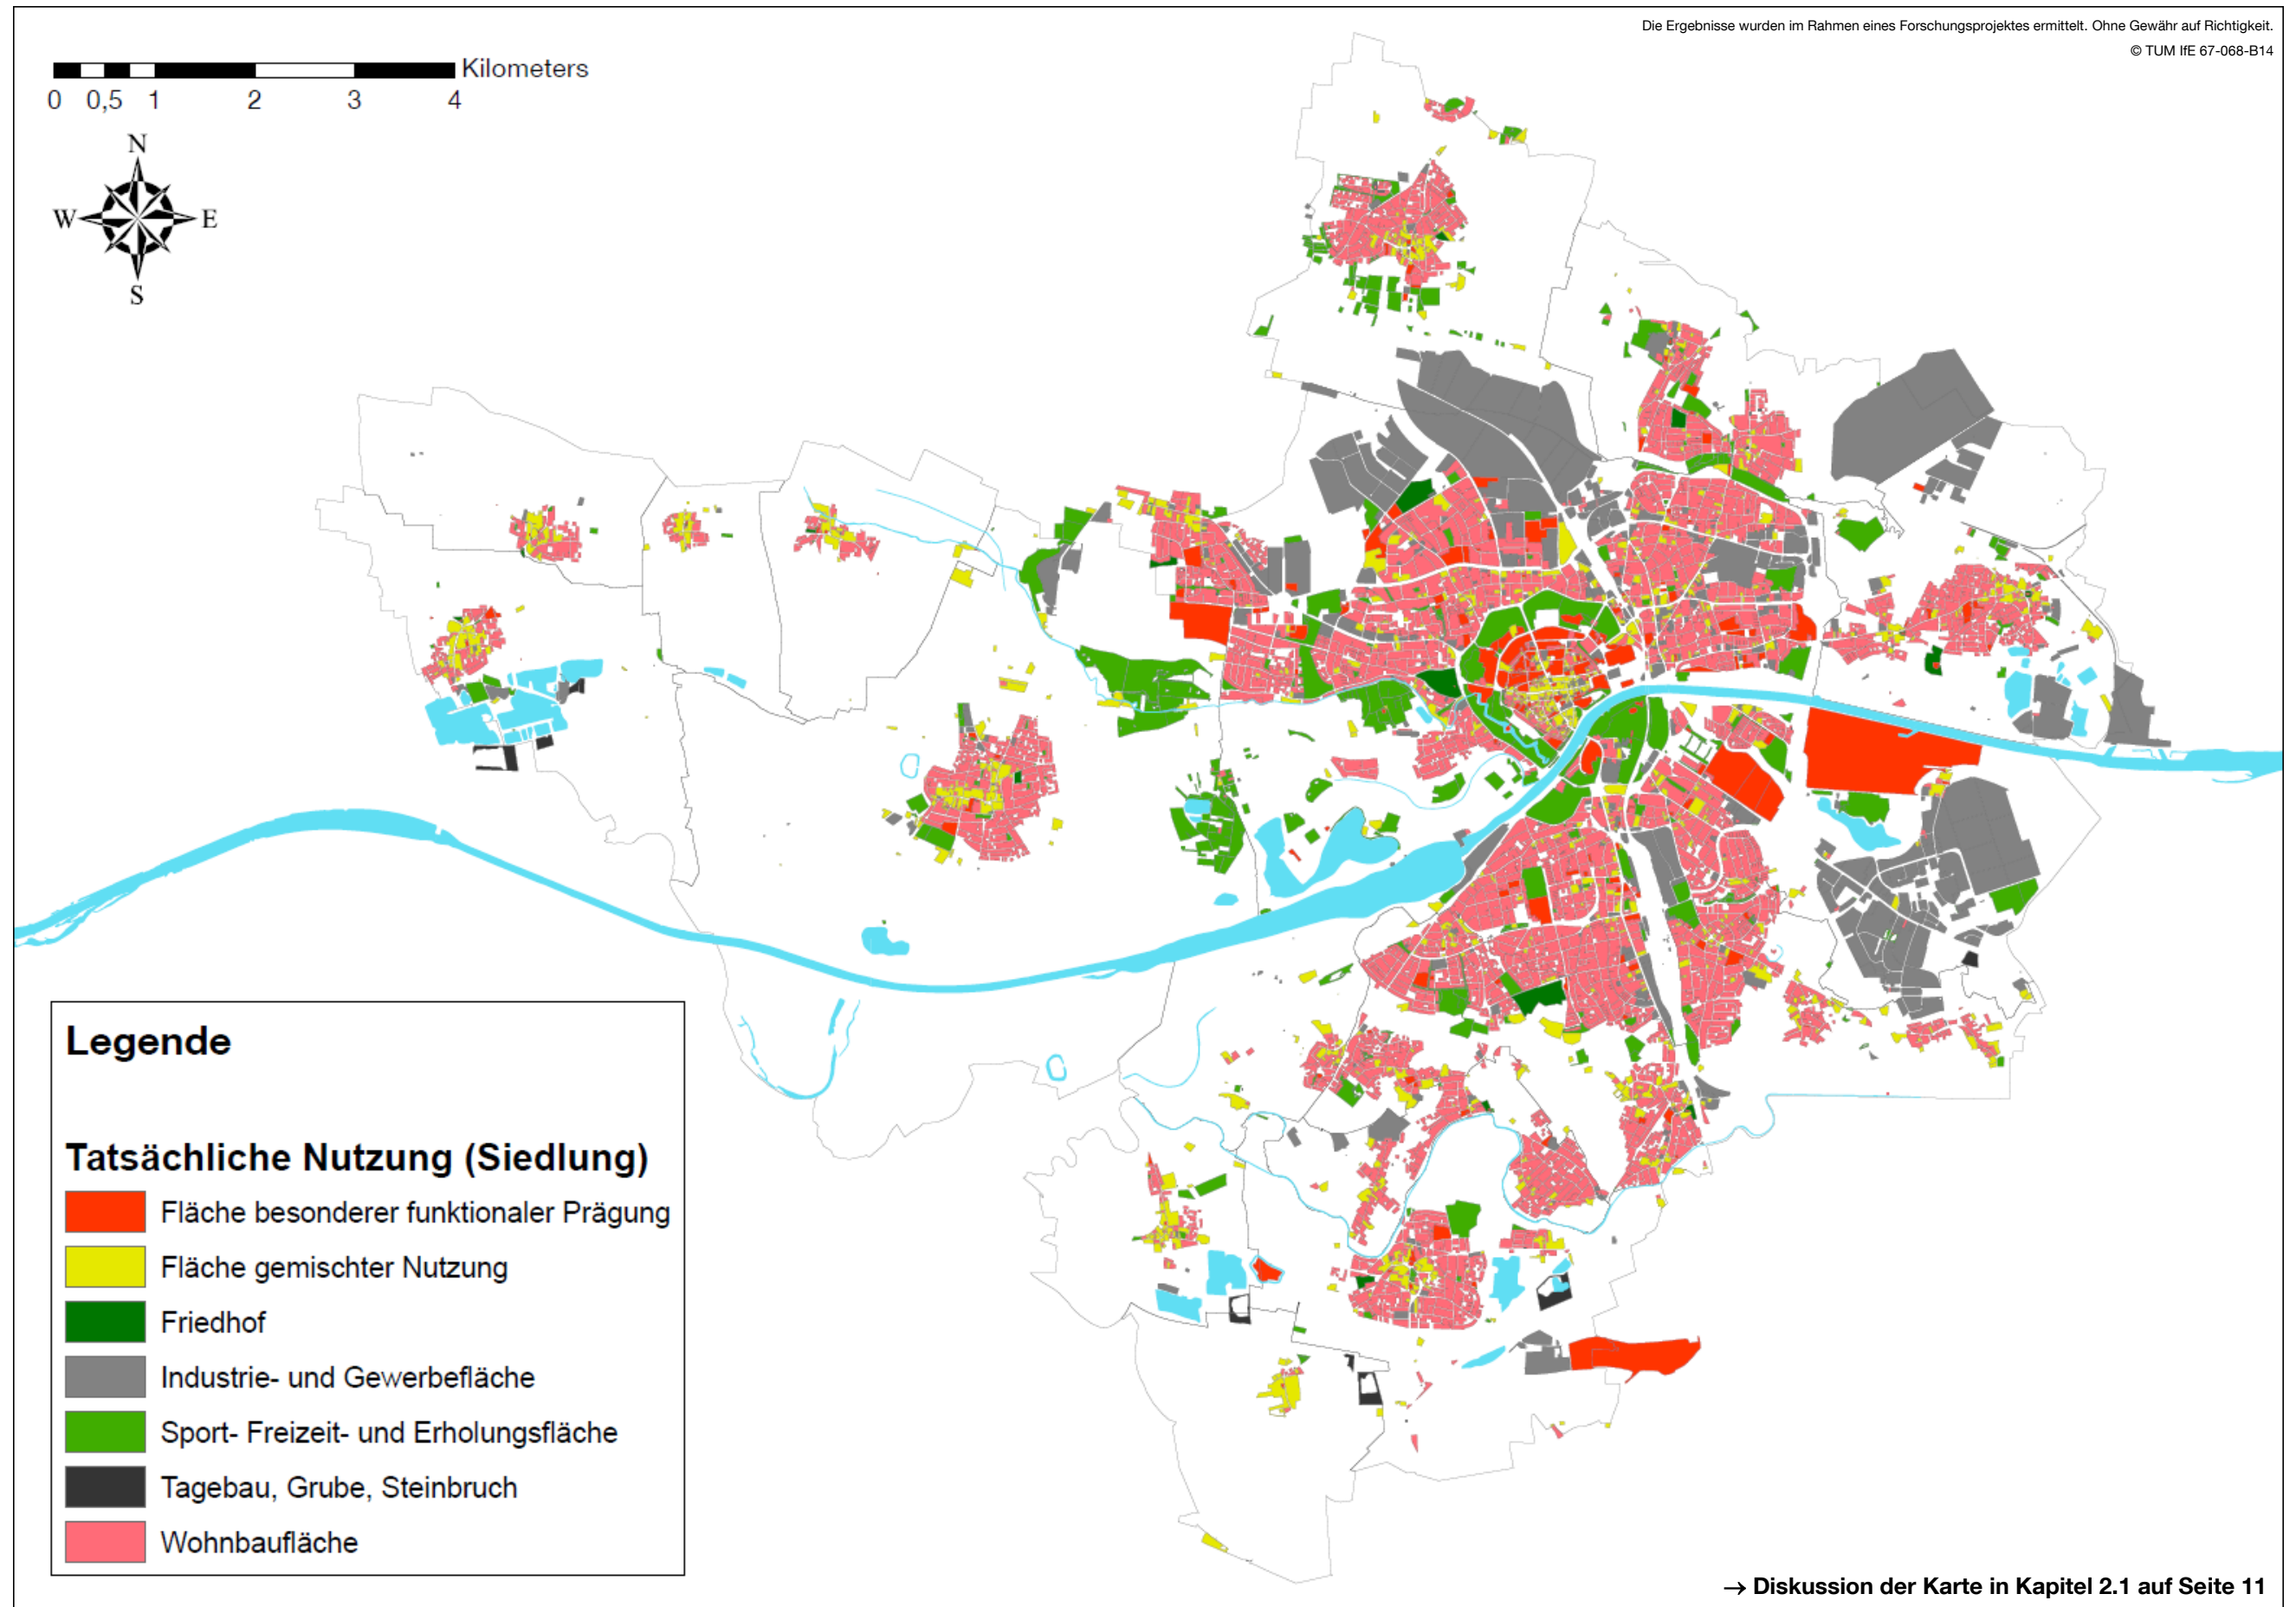 Die Ergebnisse wurden im Rahmen eines Forschungsprojektes ermittelt. Ohne Gewähr auf Richtigkeit.
© TUM IfE 67-068-B14
Kilometers
0 0,5 1 2 3 4
N
W E
S
Legende
Tatsächliche Nutzung (Siedlung)
Fläche besonderer funktionaler Prägung
Fläche gemischter Nutzung
Friedhof
Industrie- und Gewerbefläche
Sport- Freizeit- und Erholungsfläche
Tagebau, Grube, Steinbruch
Wohnbaufläche
→ Diskussion der Karte in Kapitel 2.1 auf Seite 11